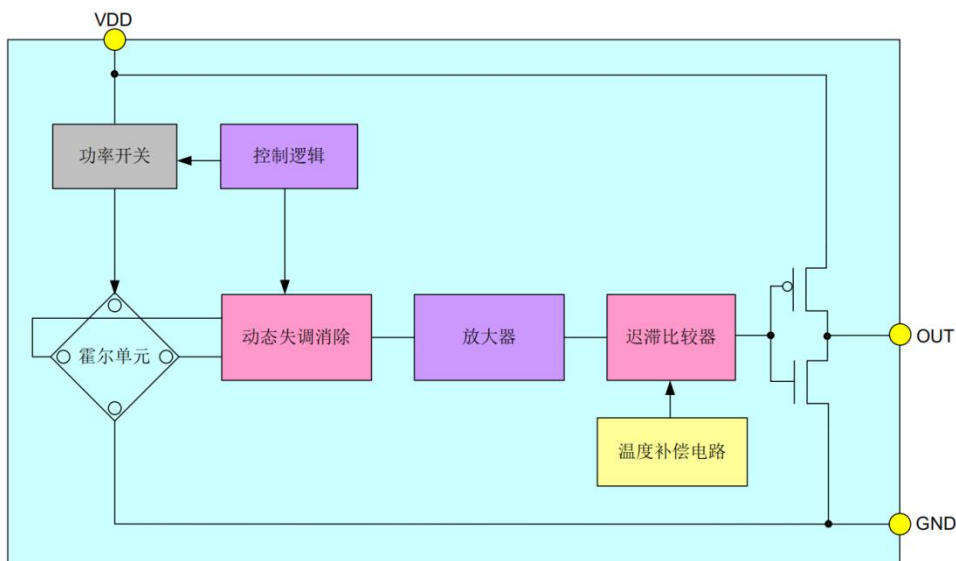 VDD
功率开关
控制逻辑
霍尔单元
动态失调消除
放大器
迟滞比较器
OUT
温度补偿电路
GND